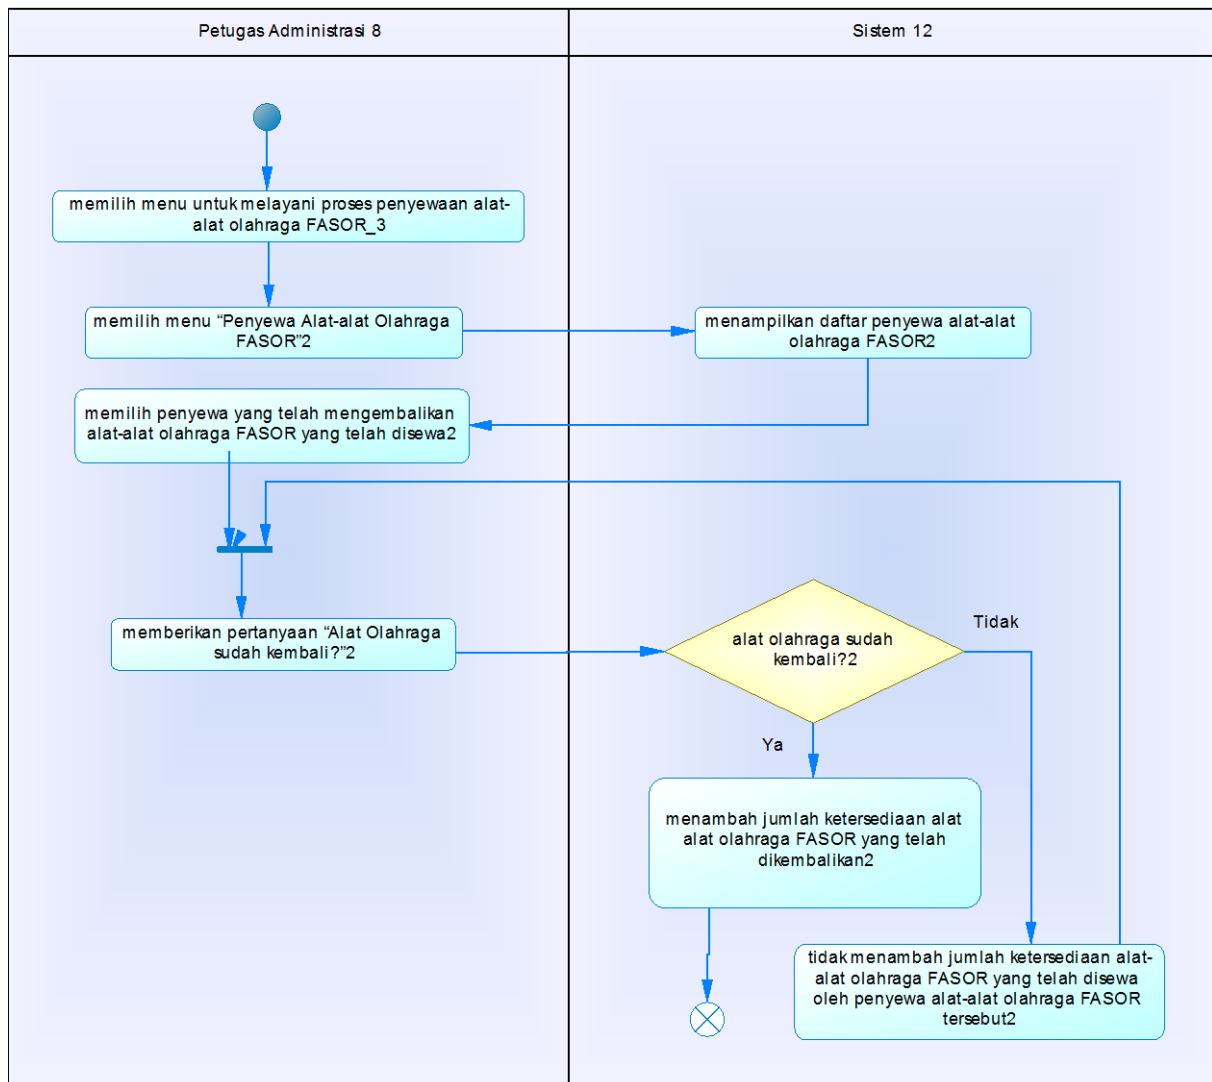 Petugas Administrasi 8
Sistem 12
memilih menu untuk melayani proses penyewaan alat-
alat olahraga FASOR_3
memilih menu “Penyewa Alat-alat Olahraga
FASOR”2
menampilkan daftar penyewa alat-alat
olahraga FASOR2
memilih penyewa yang telah mengembalikan
alat-alat olahraga FASOR yang telah disewa2
memberikan pertanyaan “Alat Olahraga
sudah kembali?”2
alat olahraga sudah
kembali?2
Tidak
Ya
menambah jumlah ketersediaan alat
alat olahraga FASOR yang telah
dikembalikan2
tidak menambah jumlah ketersediaan alat-
alat olahraga FASOR yang telah disewa
oleh penyewa alat-alat olahraga FASOR
tersebut2